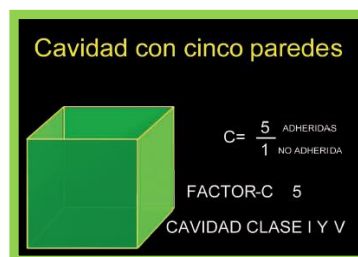 Cavidad con cinco paredes
C= 5 ADHERIDAS
1 NO ADHERIDA
FACTOR-C 5
CAVIDAD CLASE I Y V